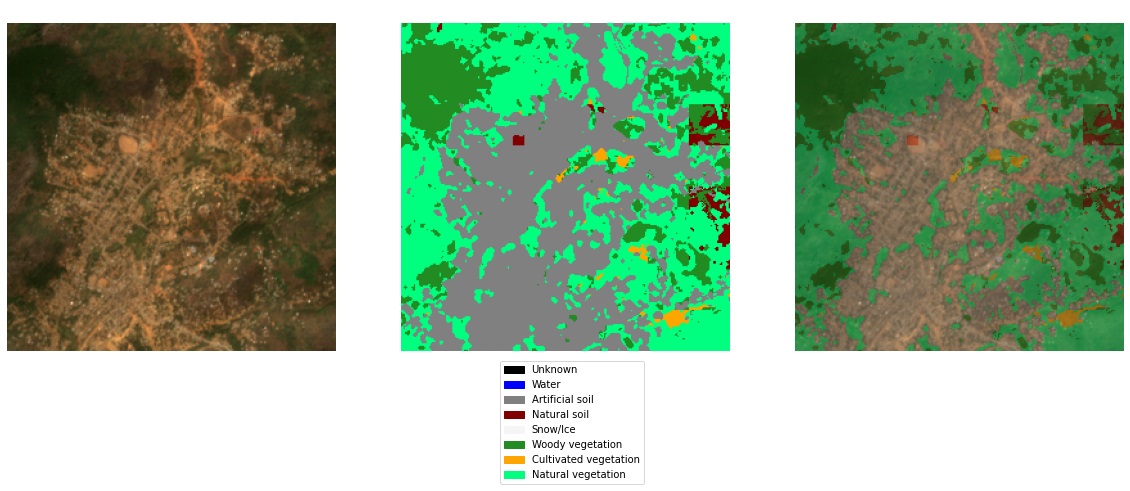 Unknown
Water
Artificial soil
Natural soil
Snow/Ice
Woody vegetation
Cultivated vegetation
Natural vegetation